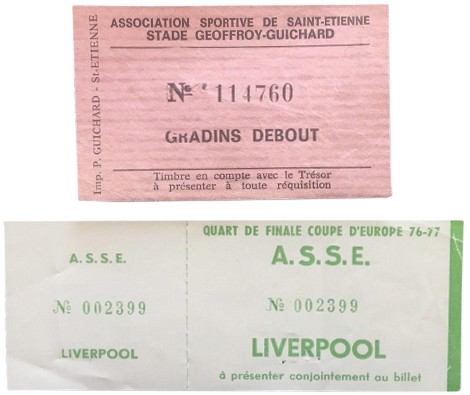 ASSOCIATION SPORTIVE DE SAINT-ETIENNE
STADE GEOFFROY-GUICHARD
Imp. P. GUICHARD - St-ETIENNE
Nº 114760
GRADINS DEBOUT
Timbre en compte avec le Trésor
à présenter à toute réquisition
A.S.S.E.
Nº 002399
LIVERPOOL
QUART DE FINALE COUPE D'EUROPE 76-77
A.S.S.E.
Nº 002399
LIVERPOOL
à présenter conjointement au billet